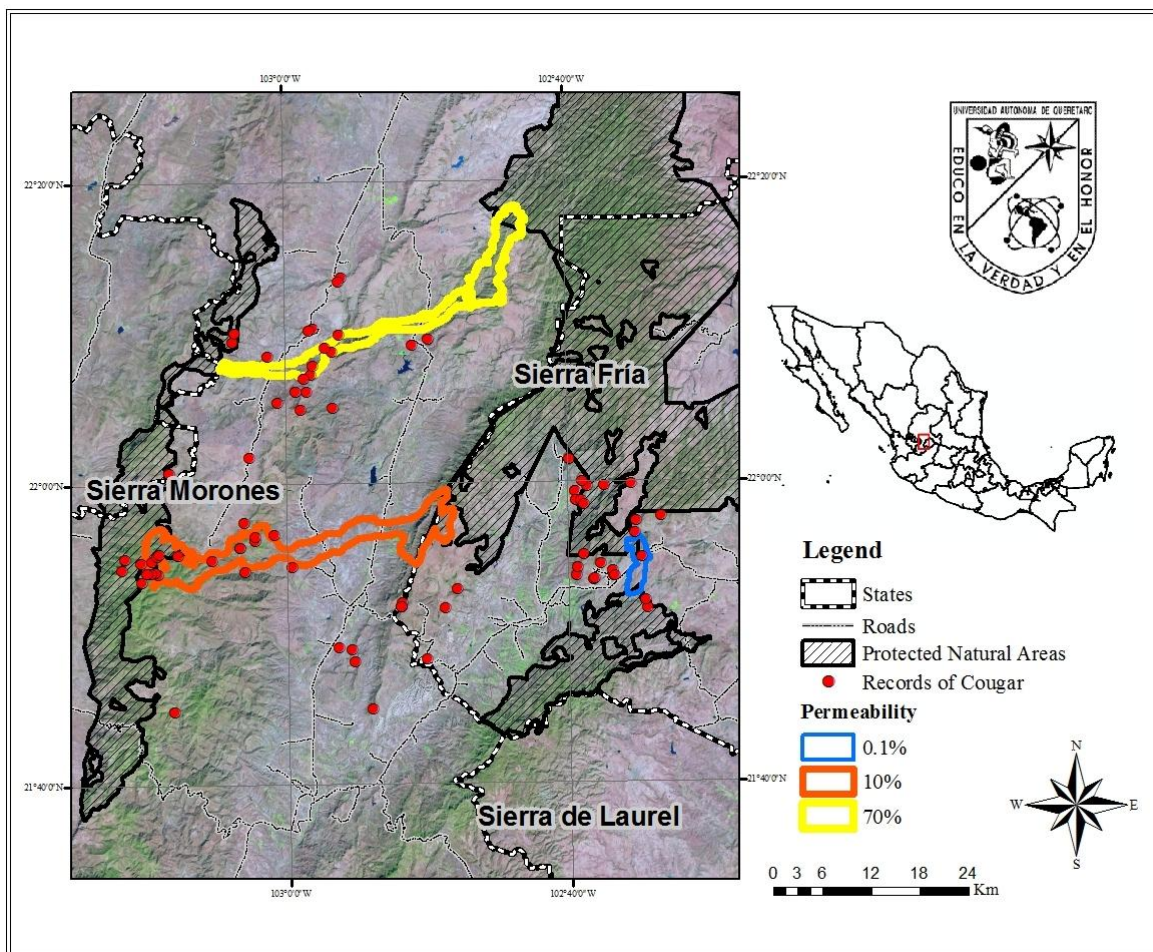 103°0'0"W
102°40'0"W
22°20'0"N
22°20'0"N
22°0'0"N
22°0'0"N
21°40'0"N
21°40'0"N
103°0'0"W
102°40'0"W
Sierra Fría
Sierra Morones
Sierra de Laurel
UNIVERSIDAD AUTONOMA DE QUERETARO
EDUCO EN LA VERDAD Y EN EL HONOR
Legend
States
Roads
Protected Natural Areas
Records of Cougar
Permeability
0.1%
10%
70%
N
W
E
S
0 3 6 12 18 24
Km